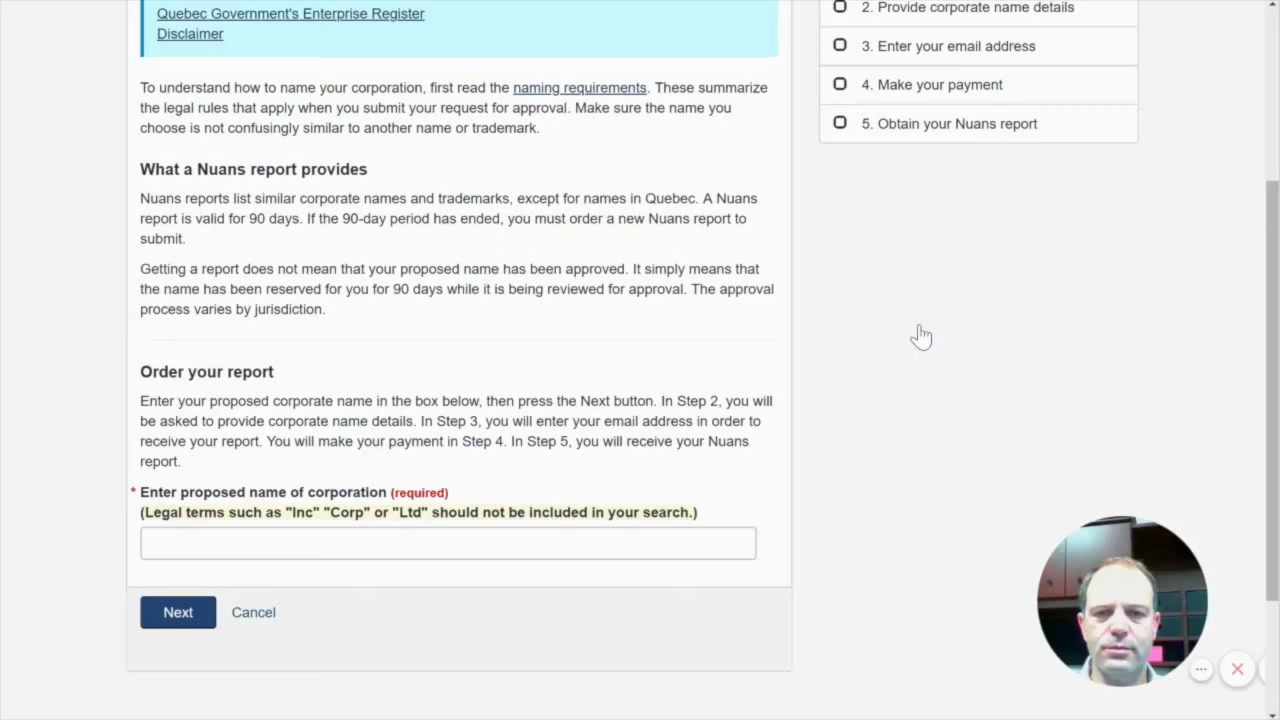 Quebec Government's Enterprise Register
Disclaimer
To understand how to name your corporation, first read the naming requirements. These summarize
the legal rules that apply when you submit your request for approval. Make sure the name you
choose is not confusingly similar to another name or trademark.
What a Nuans report provides
Nuans reports list similar corporate names and trademarks, except for names in Quebec. A Nuans
report is valid for 90 days. If the 90-day period has ended, you must order a new Nuans report to
submit.
Getting a report does not mean that your proposed name has been approved. It simply means that
the name has been reserved for you for 90 days while it is being reviewed for approval. The approval
process varies by jurisdiction.
Order your report
Enter your proposed corporate name in the box below, then press the Next button. In Step 2, you will
be asked to provide corporate name details. In Step 3, you will enter your email address in order to
receive your report. You will make your payment in Step 4. In Step 5, you will receive your Nuans
report.
* Enter proposed name of corporation (required)
(Legal terms such as "Inc" "Corp" or "Ltd" should not be included in your search.)
Next Cancel
2. Provide corporate name details
3. Enter your email address
4. Make your payment
5. Obtain your Nuans report